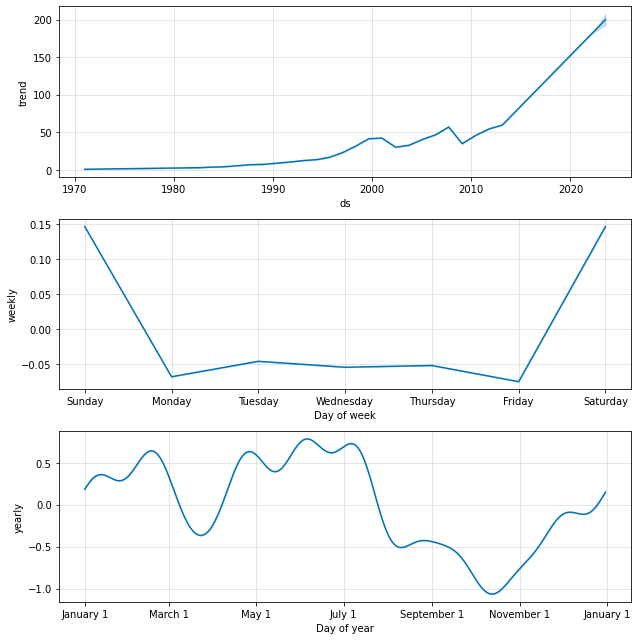 200
150
100
50
0
trend
1970 1980 1990 2000 2010 2020
ds
0.15
0.10
0.05
0.00
−0.05
weekly
Sunday Monday Tuesday Wednesday Thursday Friday Saturday
Day of week
0.5
0.0
−0.5
−1.0
yearly
January 1 March 1 May 1 July 1 September 1 November 1 January 1
Day of year